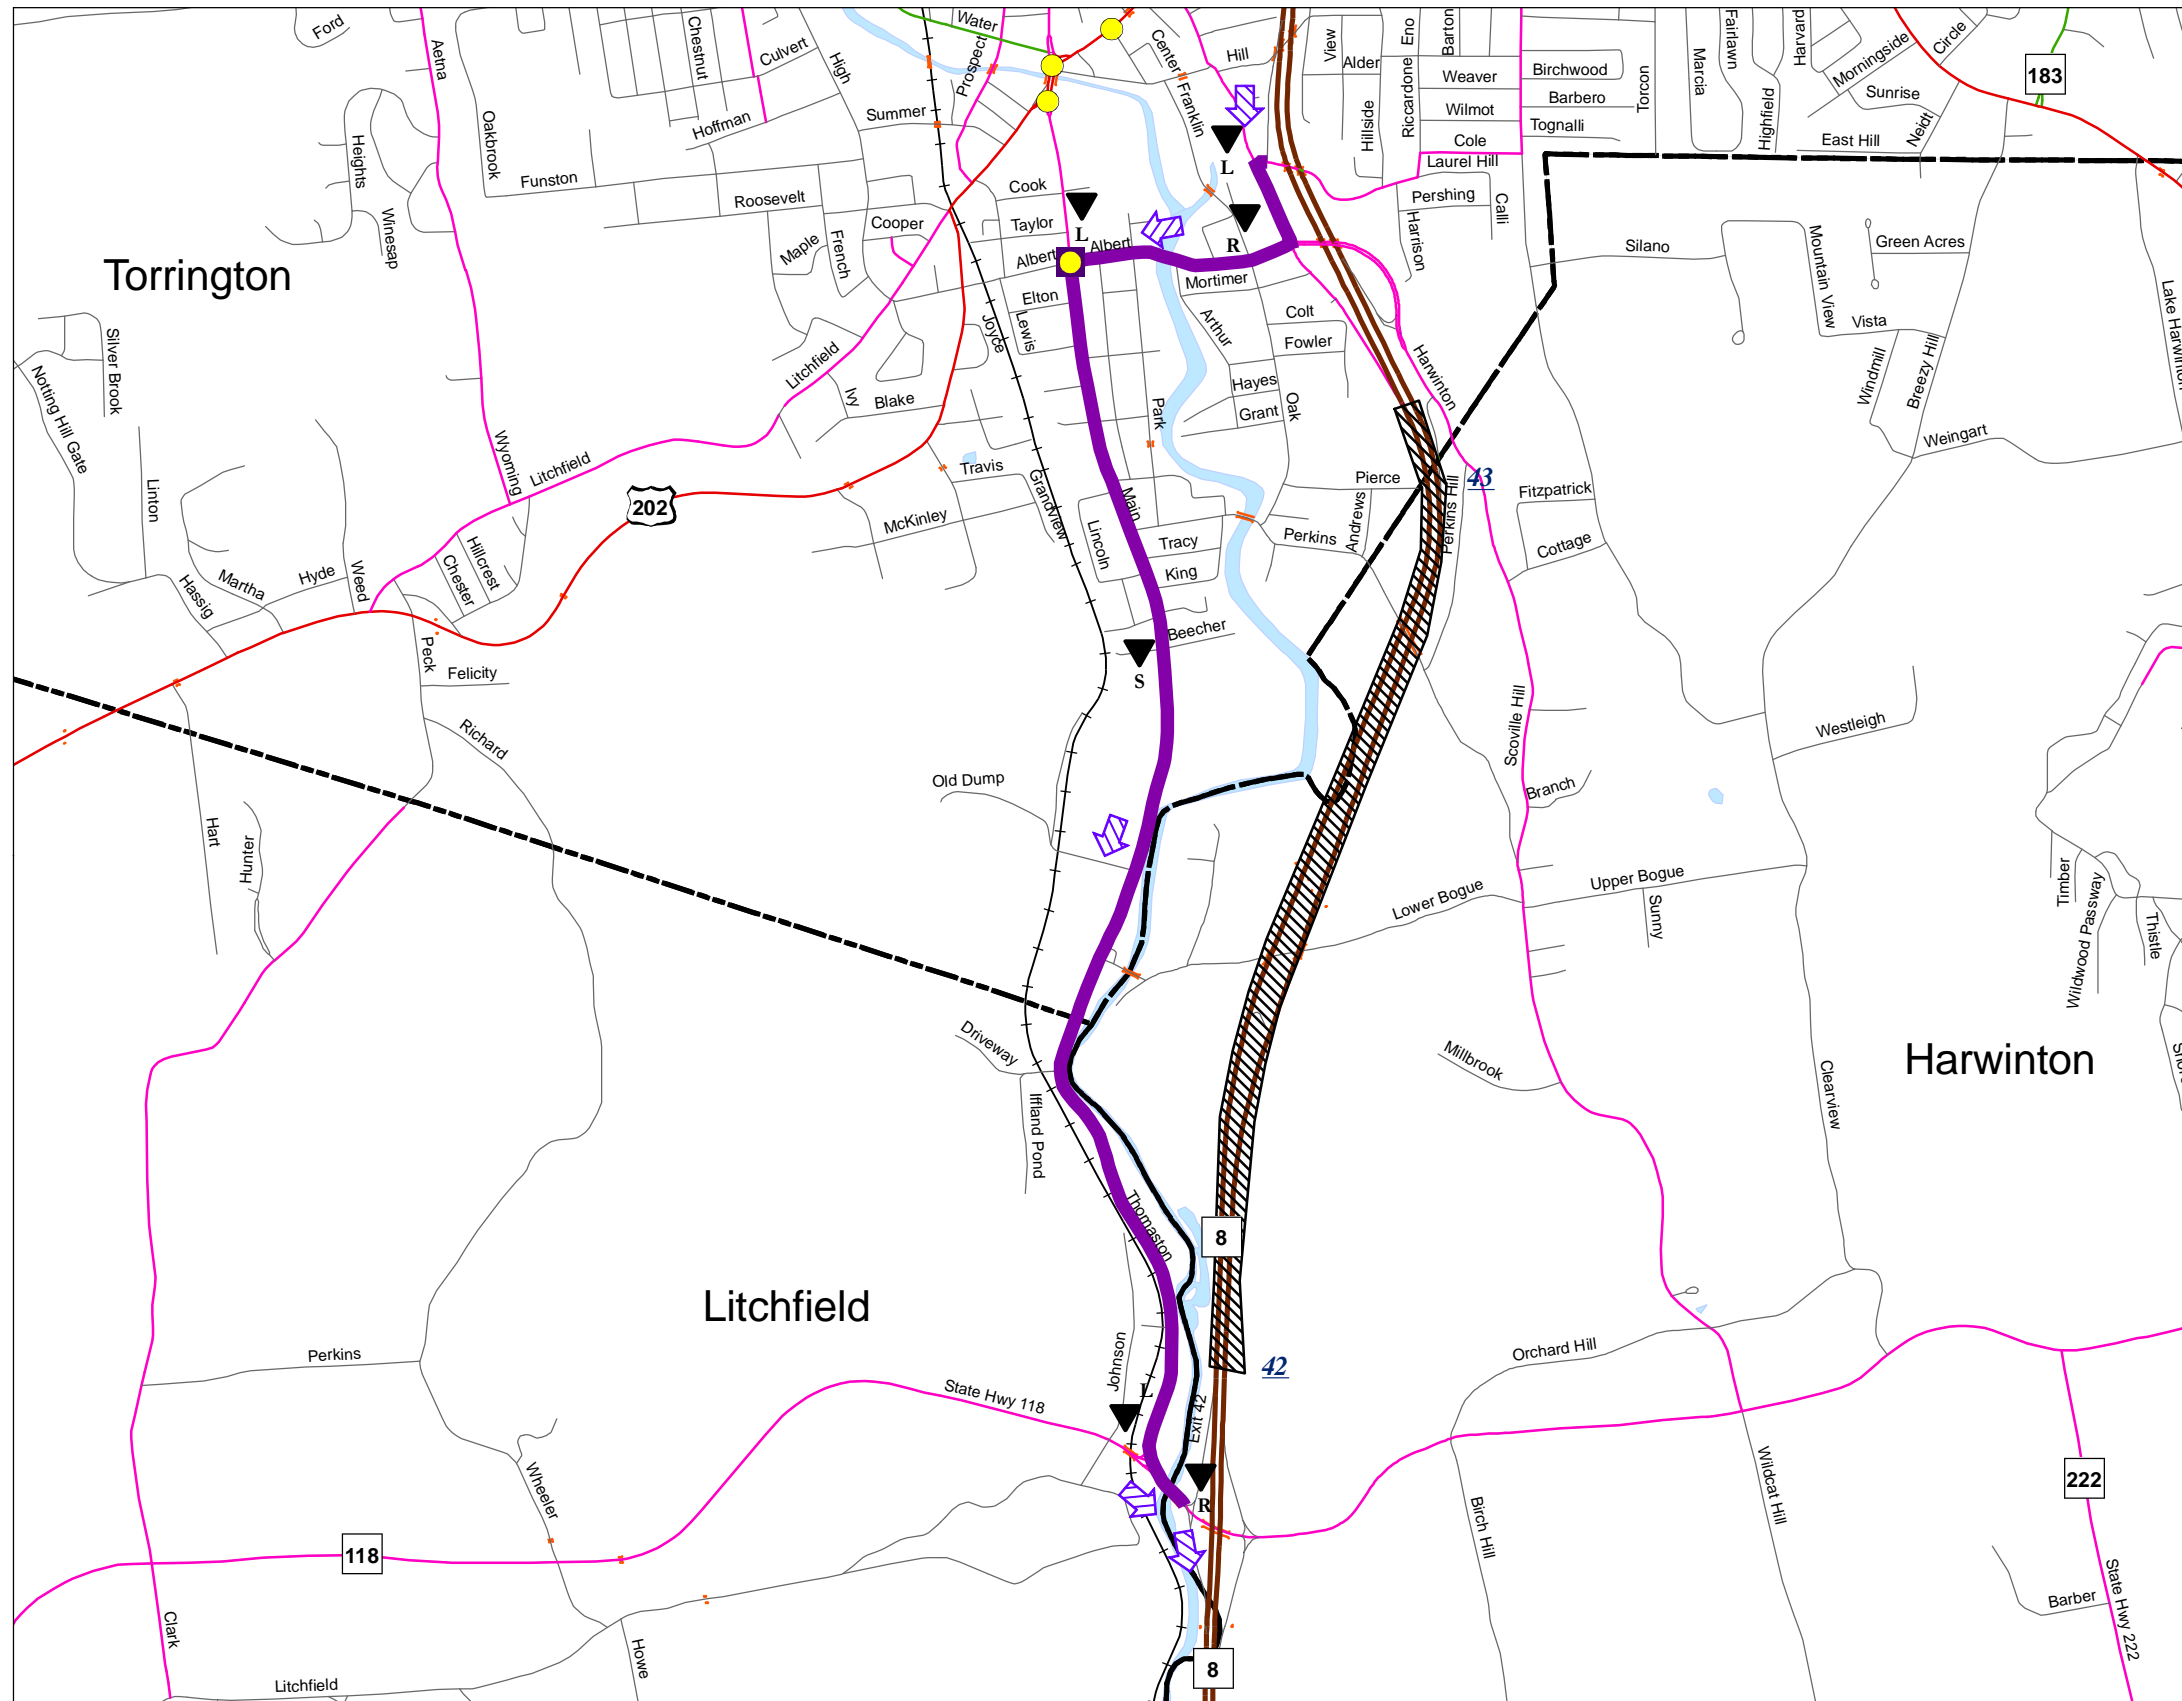 Ford
Aetna
Chestnut
Culvert
High
Water
Prospect
Center
Hill
View
Alder
Eno
Barton
Weaver
Birchwood
Torcon
Marcia
Fairlawn
Morningside
Circle
183
Oakbrook
Hoffman
Summer
Franklin
Hillside
Riccardone
Wilmot
Barbero
Highfield
Sunrise
Neidt
Heights
Cole
Tognalli
East Hill
Funston
Roosevelt
Cook
L
Laurel Hill
Pershing
Calli
Winesap
Maple
French
Cooper
Taylor
L
Albert
Albert
R
Harrison
Silano
Mountain View
Green Acres
Torrington
Elton
Mortimer
Lewis
Joyce
Arthur
Colt
Fowler
Vista
Windmill
Breezy Hill
Lake Harwinton
Silver Brook
Notting Hill Gate
Litchfield
Ivy
Blake
Park
Hayes
Grant
Oak
Harwinton
Weingart
Linton
Wyoming
Litchfield
202
Travis
Grandview
McKinley
Main
Lincoln
Pierce
43
Perkins Hill
Fitzpatrick
Andrews
Perkins
Cottage
Tracy
King
Hassig
Martha
Hyde
Weed
Chester
Hillcrest
Beecher
S
Peck
Felicity
Richard
Scoville Hill
Westleigh
Old Dump
Branch
Hart
Hunter
Lower Bogue
Upper Bogue
Sunny
Timber
Wildwood Passway
Thistle
Driveway
Iffland Pond
Millbrook
Clearview
Harwinton
Thomaston
8
Litchfield
Perkins
Johnson
L
State Hwy 118
42
Exit 42
Orchard Hill
Wheeler
R
Birch Hill
Wildcat Hill
222
118
Clark
Howe
Litchfield
8
Barber
State Hwy 222